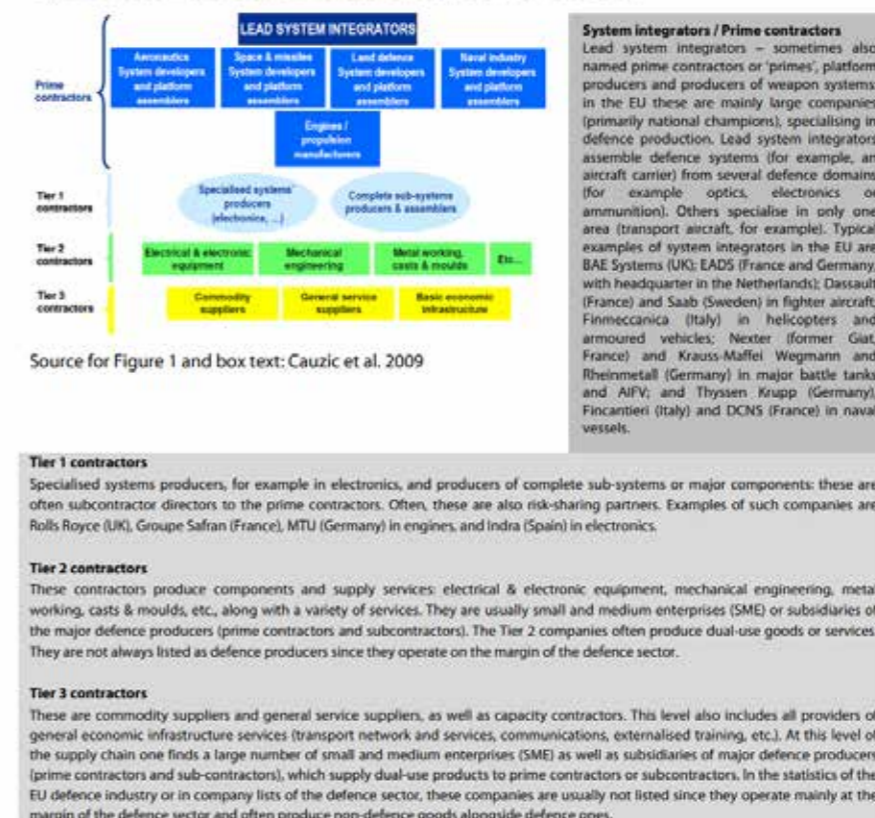 LEAD SYSTEM INTEGRATORS
Prime
contractors
Aeronautics
System developers
and platform
assemblers
Space & missiles
System developers
and platform
assemblers
Land defence
System developers
and platform
assemblers
Naval industry
System developers
and platform
assemblers
Engines /
propulsion
manufacturers
Tier 1
contractors
Specialised systems'
producers
(electronics, ...)
Complete sub-systems
producers & assemblers
Tier 2
contractors
Electrical & electronic
equipment
Mechanical
engineering
Metal working,
casts & moulds
Etc...
Tier 3
contractors
Commodity
suppliers
General service
suppliers
Basic economic
infrastructure
Source for Figure 1 and box text: Cauzic et al. 2009
System integrators / Prime contractors
Lead system integrators – sometimes also
named prime contractors or 'primes', platform
producers and producers of weapon systems:
in the EU these are mainly large companies
(primarily national champions), specialising in
defence production. Lead system integrators
assemble defence systems (for example, an
aircraft carrier) from several defence domains
(for example optics, electronics or
ammunition). Others specialise in only one
area (transport aircraft, for example). Typical
examples of system integrators in the EU are
BAE Systems (UK); EADS (France and Germany,
with headquarter in the Netherlands); Dassault
(France) and Saab (Sweden) in fighter aircraft,
Finmeccanica (Italy) in helicopters and
armoured vehicles; Nexter (former Giat,
France) and Krauss-Maffei Wegmann and
Rheinmetall (Germany) in major battle tanks
and AIFV; and Thyssen Krupp (Germany),
Fincantieri (Italy) and DCNS (France) in naval
vessels.
Tier 1 contractors
Specialised systems producers, for example in electronics, and producers of complete sub-systems or major components: these are
often subcontractor directors to the prime contractors. Often, these are also risk-sharing partners. Examples of such companies are
Rolls Royce (UK), Groupe Safran (France), MTU (Germany) in engines, and Indra (Spain) in electronics.
Tier 2 contractors
These contractors produce components and supply services: electrical & electronic equipment, mechanical engineering, metal
working, casts & moulds, etc., along with a variety of services. They are usually small and medium enterprises (SME) or subsidiaries of
the major defence producers (prime contractors and subcontractors). The Tier 2 companies often produce dual-use goods or services.
They are not always listed as defence producers since they operate on the margin of the defence sector.
Tier 3 contractors
These are commodity suppliers and general service suppliers, as well as capacity contractors. This level also includes all providers of
general economic infrastructure services (transport network and services, communications, externalised training, etc.). At this level of
the supply chain one finds a large number of small and medium enterprises (SME) as well as subsidiaries of major defence producers
(prime contractors and sub-contractors), which supply dual-use products to prime contractors or subcontractors. In the statistics of the
EU defence industry or in company lists of the defence sector, these companies are usually not listed since they operate mainly at the
margin of the defence sector and often produce non-defence goods alongside defence ones.